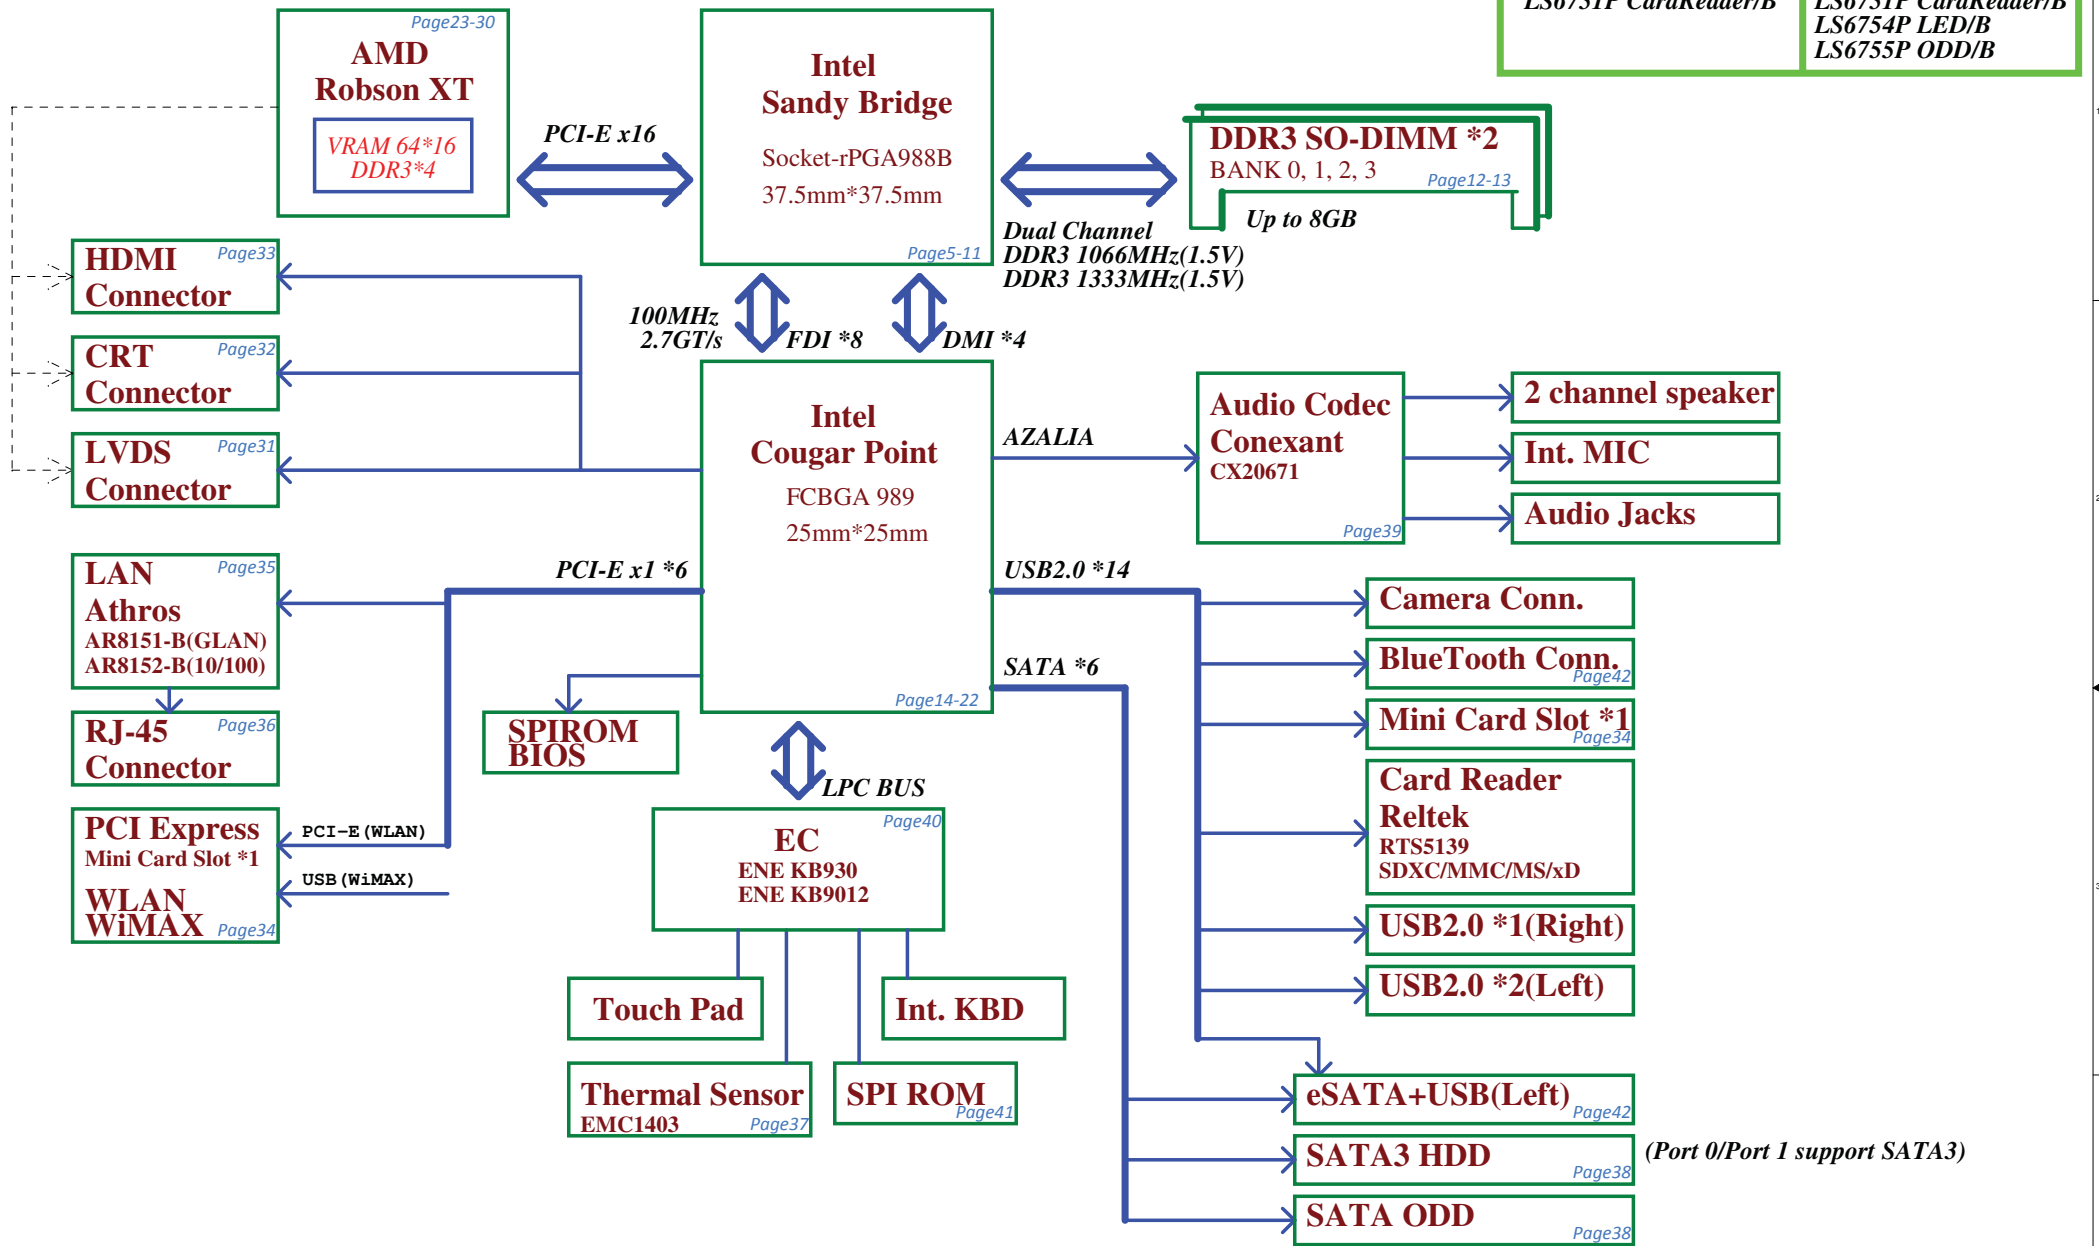 LS6751P CardReader/B
LS6751P CardReader/B
LS6754P LED/B
LS6755P ODD/B
Page23-30
AMD
Robson XT
VRAM 64*16
DDR3*4
PCI-E x16
Intel
Sandy Bridge
Socket-rPGA988B
37.5mm*37.5mm
Page5-11
DDR3 SO-DIMM *2
BANK 0, 1, 2, 3
Page12-13
Up to 8GB
Dual Channel
DDR3 1066MHz(1.5V)
DDR3 1333MHz(1.5V)
HDMI
Connector
Page33
CRT
Connector
Page32
LVDS
Connector
Page31
100MHz
2.7GT/s
FDI *8
DMI *4
Intel
Cougar Point
FCBGA 989
25mm*25mm
Page14-22
AZALIA
Audio Codec
Conexant
CX20671
Page39
2 channel speaker
Int. MIC
Audio Jacks
LAN
Athros
AR8151-B(GLAN)
AR8152-B(10/100)
Page35
PCI-E x1 *6
USB2.0 *14
SATA *6
RJ-45
Connector
Page36
SPIROM
BIOS
LPC BUS
PCI Express
Mini Card Slot *1
WLAN
WiMAX
Page34
PCI-E(WLAN)
USB(WiMAX)
EC
ENE KB930
ENE KB9012
Page40
Touch Pad
Int. KBD
Thermal Sensor
EMC1403
Page37
SPI ROM
Page41
Camera Conn.
BlueTooth Conn.
Page42
Mini Card Slot *1
Page34
Card Reader
Reltek
RTS5139
SDXC/MMC/MS/xD
USB2.0 *1(Right)
USB2.0 *2(Left)
eSATA+USB(Left)
Page42
SATA3 HDD
Page38
(Port 0/Port 1 support SATA3)
SATA ODD
Page38
1
2
3